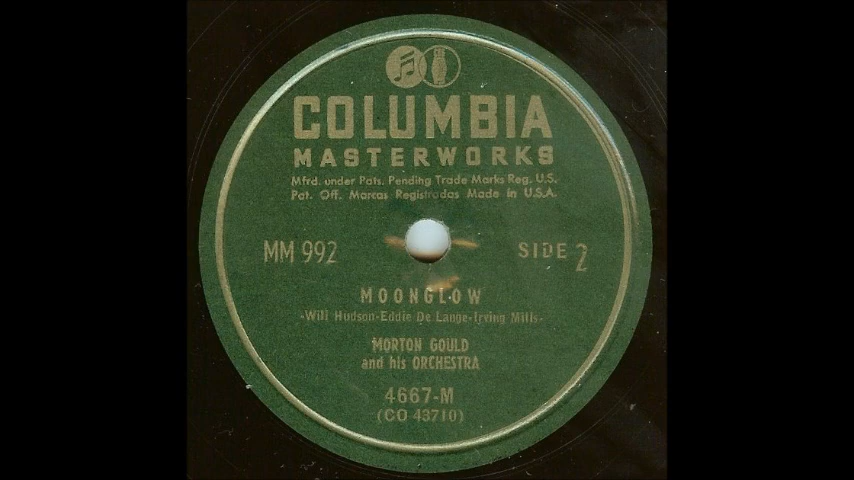 COLUMBIA
MASTERWORKS
Mfrd. under Pats. Pending Trade Marks Reg. U.S.
Pat. Off. Marcas Registradas Made in U.S.A.
MM 992
SIDE 2
MOONGLOW
-Will Hudson-Eddie De Lange-Irving Mills-
MORTON GOULD
and his ORCHESTRA
4667-M
(CO 43710)